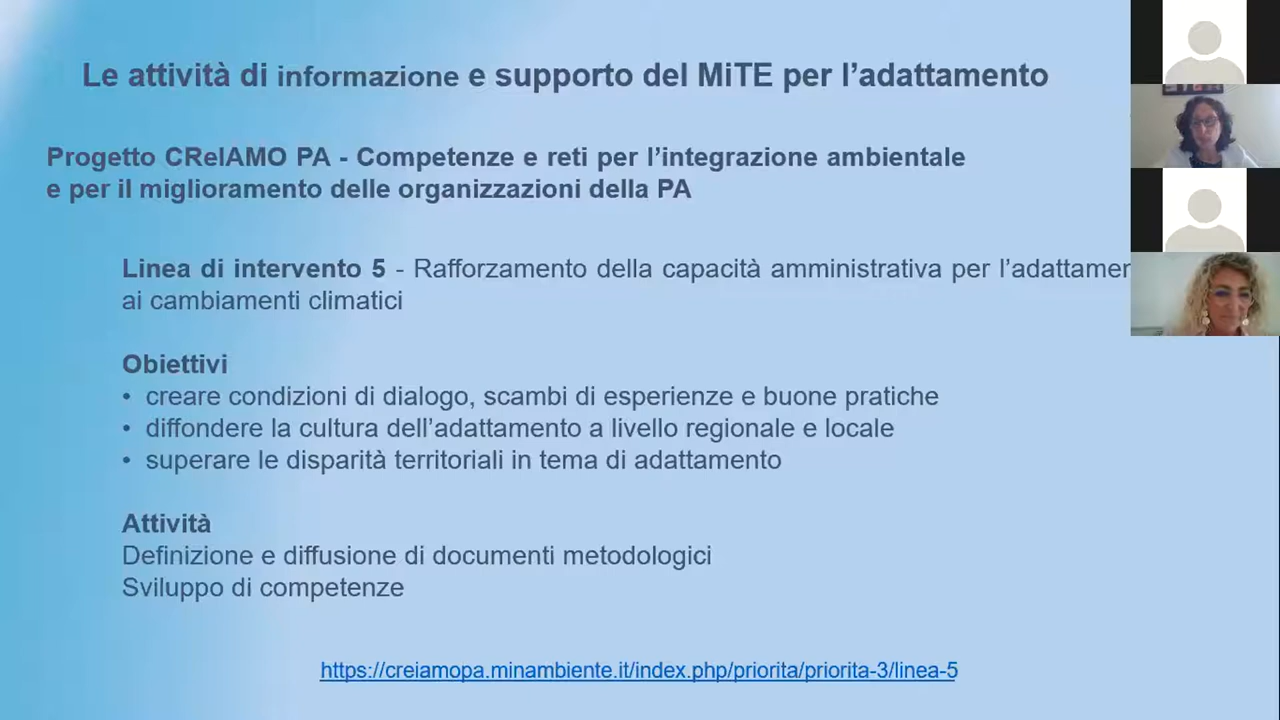 Le attività di informazione e supporto del MiTE per l’adattamento
Progetto CReIAMO PA - Competenze e reti per l’integrazione ambientale
e per il miglioramento delle organizzazioni della PA
Linea di intervento 5 - Rafforzamento della capacità amministrativa per l’adattamen
ai cambiamenti climatici
Obiettivi
• creare condizioni di dialogo, scambi di esperienze e buone pratiche
• diffondere la cultura dell’adattamento a livello regionale e locale
• superare le disparità territoriali in tema di adattamento
Attività
Definizione e diffusione di documenti metodologici
Sviluppo di competenze
https://creiamopa.minambiente.it/index.php/priorita/priorita-3/linea-5